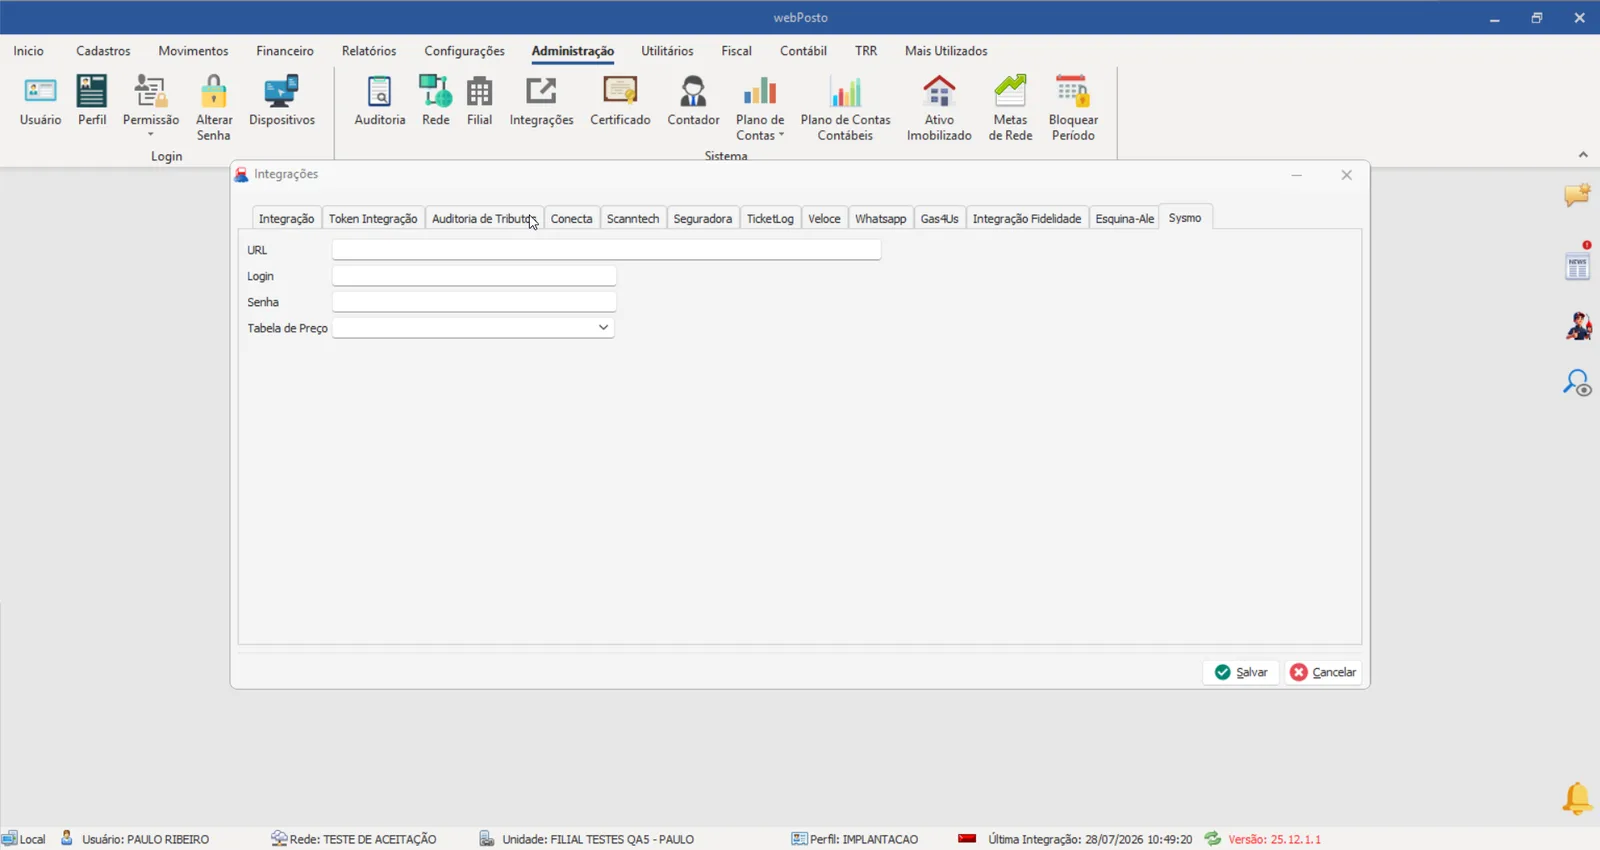 webPosto
Inicio Cadastros Movimentos Financeiro Relatórios Configurações Administração Utilitários Fiscal Contábil TRR Mais Utilizados
Usuário Perfil Permissão Alterar Senha Dispositivos
Login
Auditoria Rede Filial Integrações Certificado Contador Plano de Contas Plano de Contas Contábeis Ativo Imobilizado Metas de Rede Bloquear Período
Sistema
Integrações
Integração Token Integração Auditoria de Tributos Conecta Scanntech Seguradora TicketLog Veloce Whatsapp Gas4Us Integração Fidelidade Esquina-Ale Sysmo
URL
Login
Senha
Tabela de Preço
NEWS
Salvar Cancelar
Local Usuário: PAULO RIBEIRO Rede: TESTE DE ACEITAÇÃO Unidade: FILIAL TESTES QA5 - PAULO Perfil: IMPLANTACAO Última Integração: 28/07/2026 10:49:20 Versão: 25.12.1.1